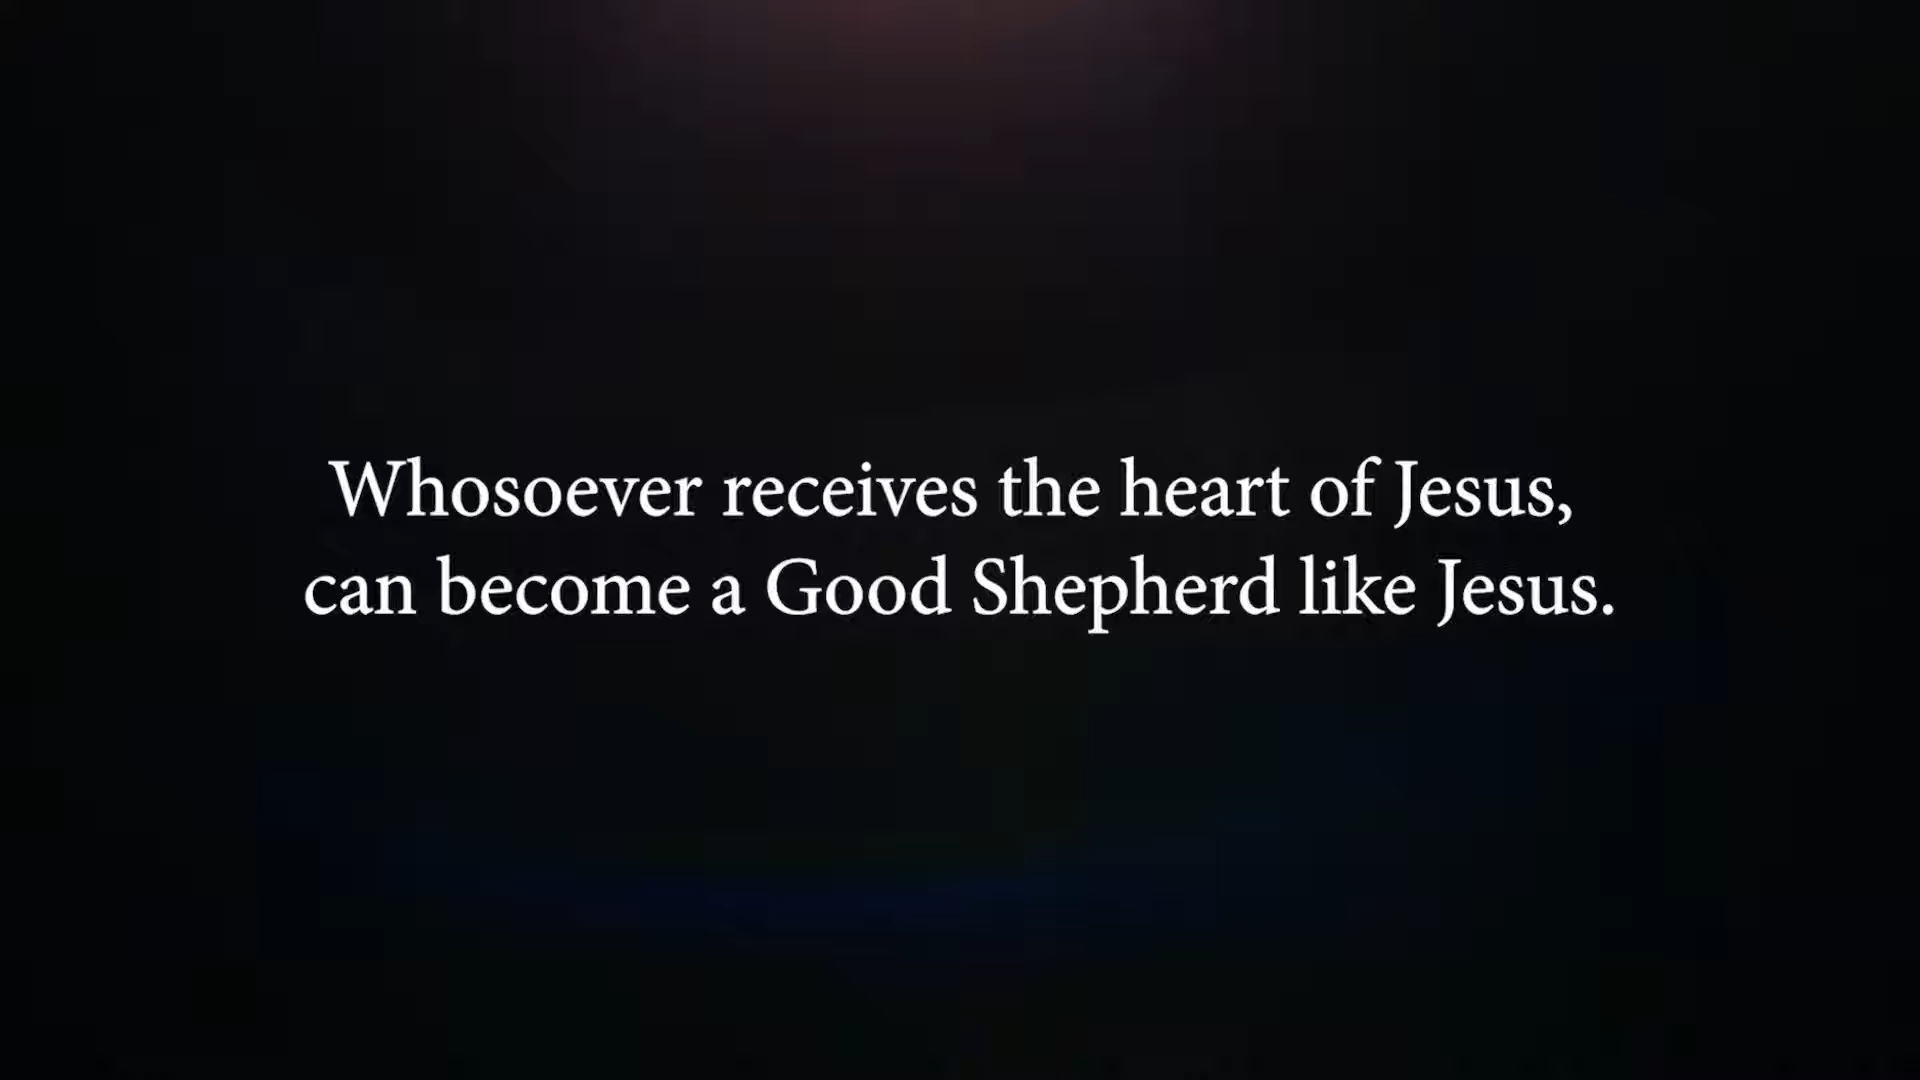 Whosoever receives the heart of Jesus,
can become a Good Shepherd like Jesus.